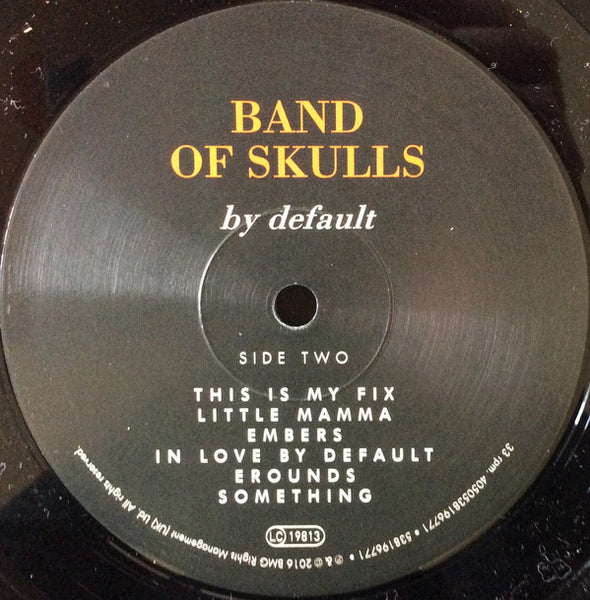 BAND
OF SKULLS
by default
SIDE TWO
THIS IS MY FIX
LITTLE MAMMA
EMBERS
IN LOVE BY DEFAULT
EROUNDS
SOMETHING
LC 19813
33 rpm. 4050538196771 • 538196771 • ℗ & © 2016 BMG Rights Management (UK) Ltd. All rights reserved.